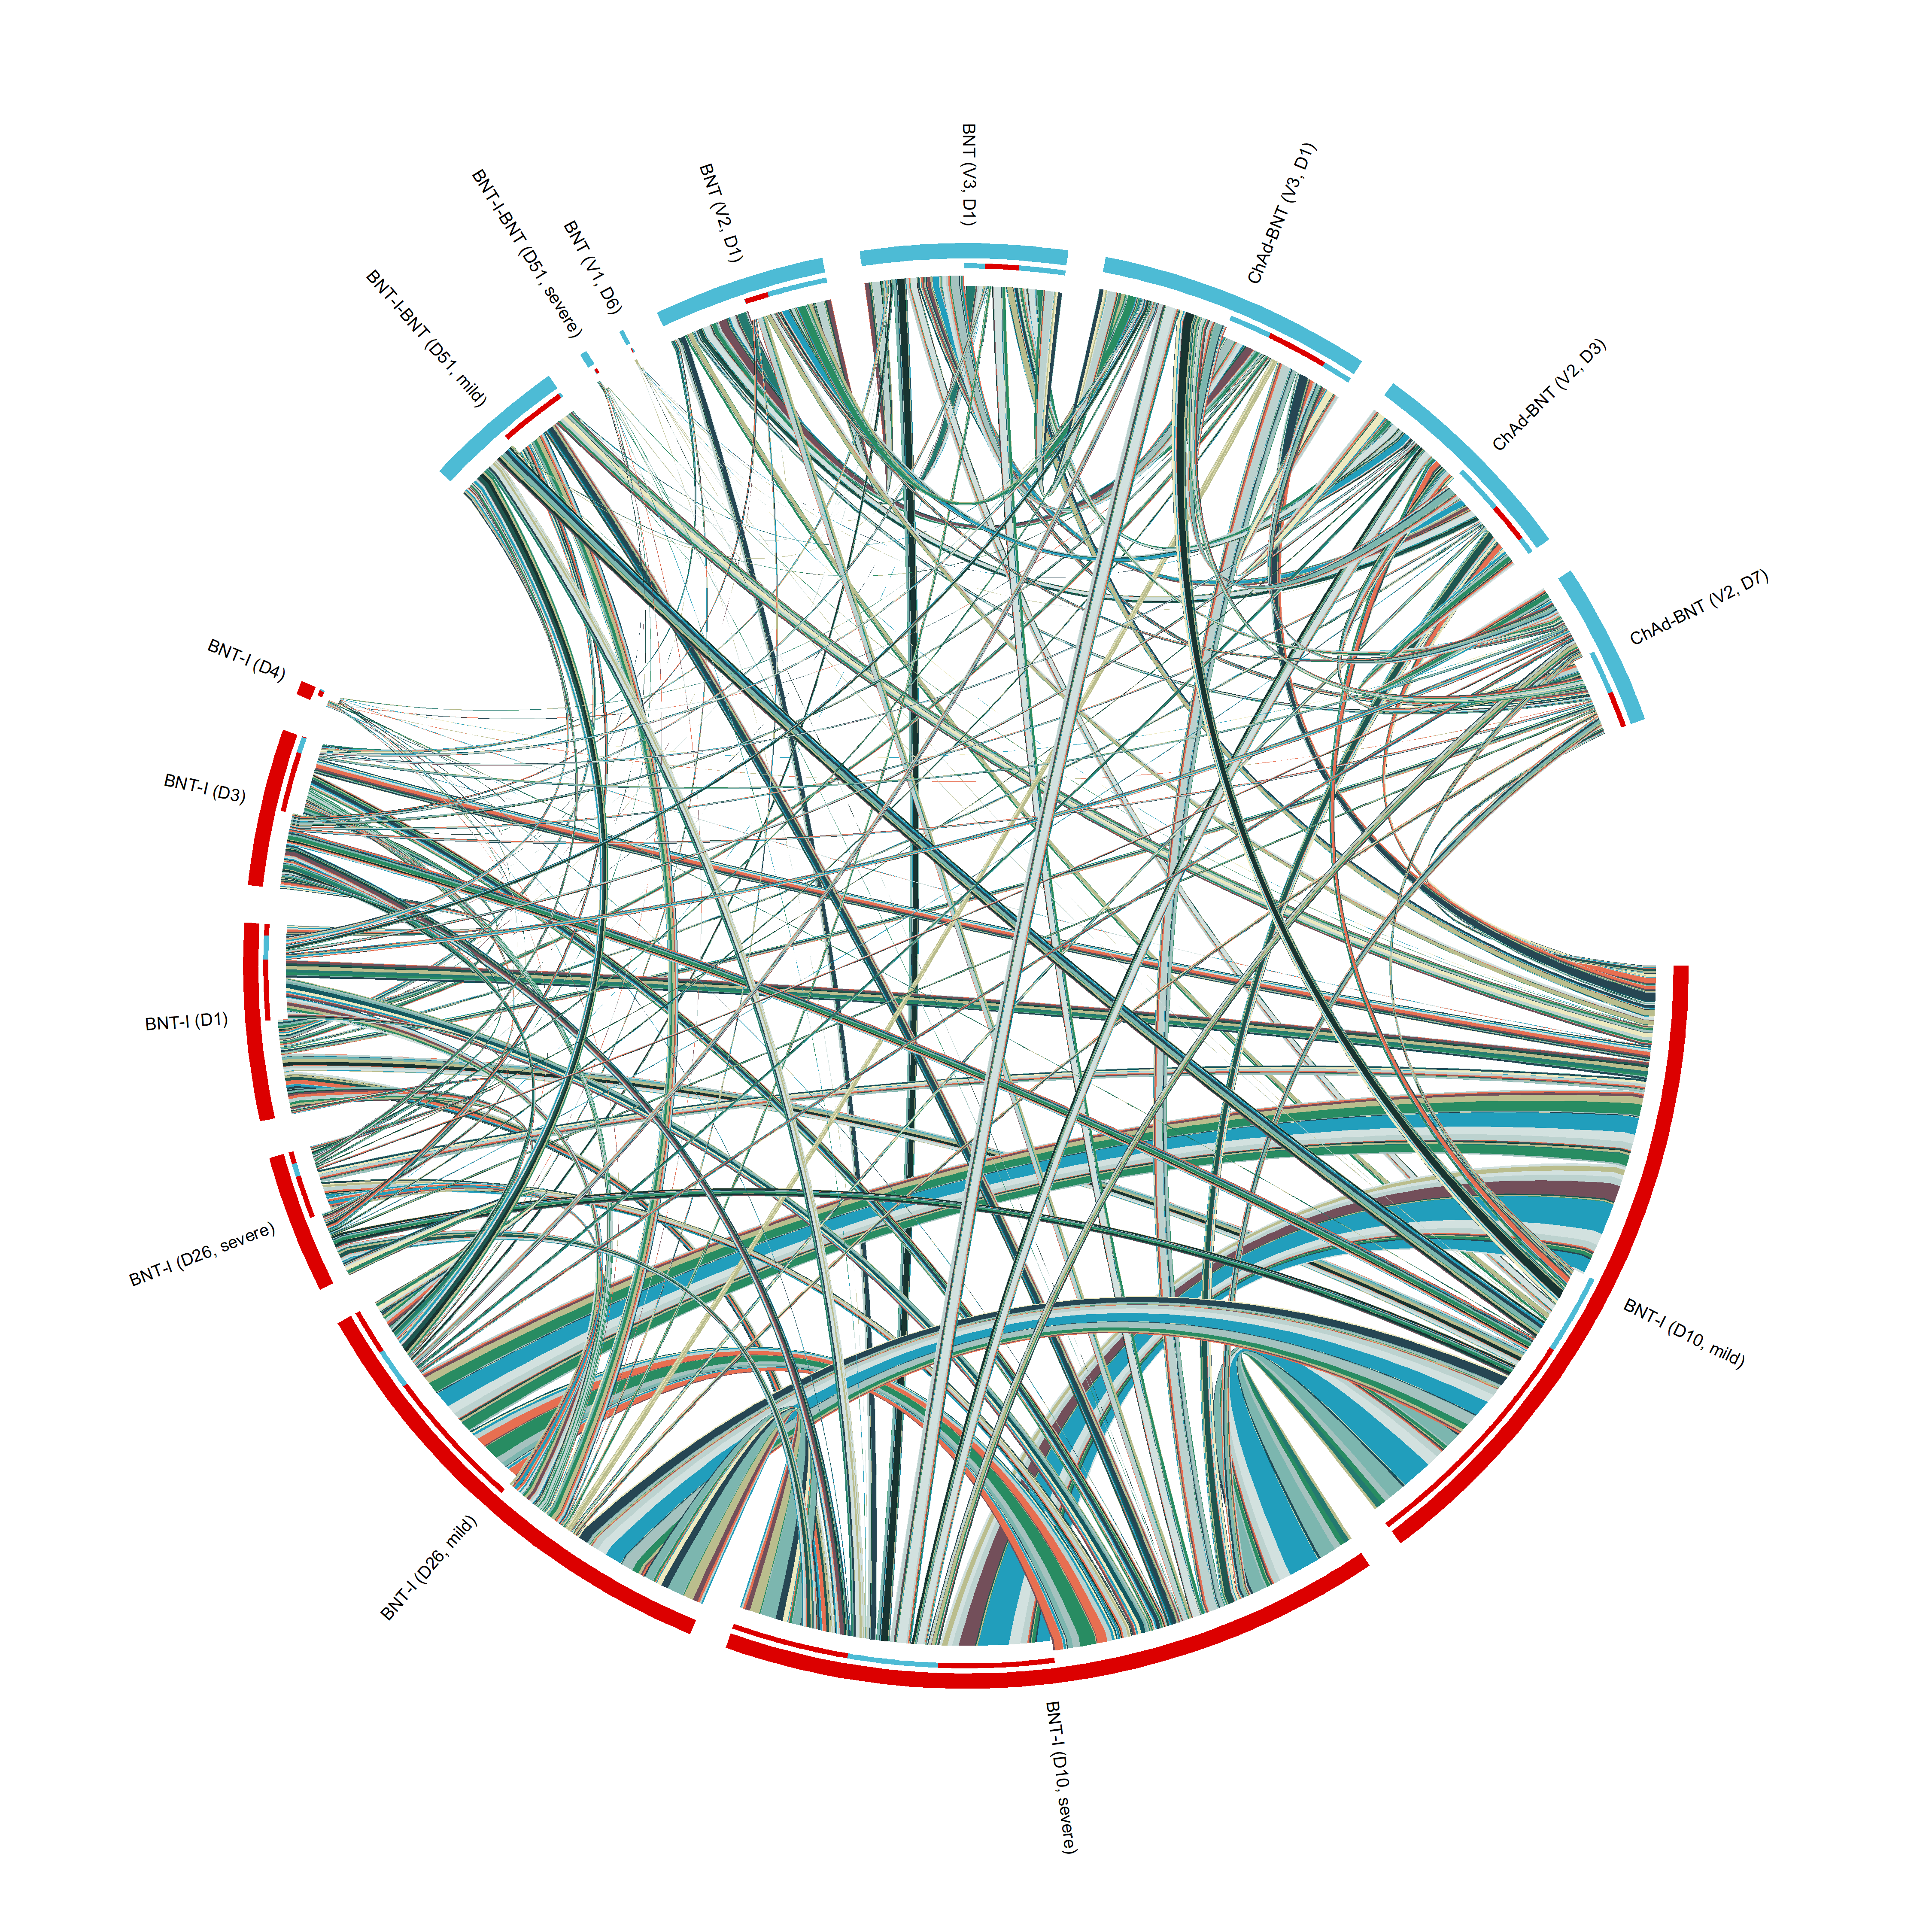 BNT (V3, D1)
ChAd-BNT (V3, D1)
ChAd-BNT (V2, D3)
ChAd-BNT (V2, D7)
BNT-I (D10, mild)
BNT-I (D10, severe)
BNT-I (D26, mild)
BNT-I (D26, severe)
BNT-I (D1)
BNT-I (D3)
BNT-I (D4)
BNT-I-BNT (D51, mild)
BNT-I-BNT (D51, severe)
BNT (V1, D6)
BNT (V2, D1)